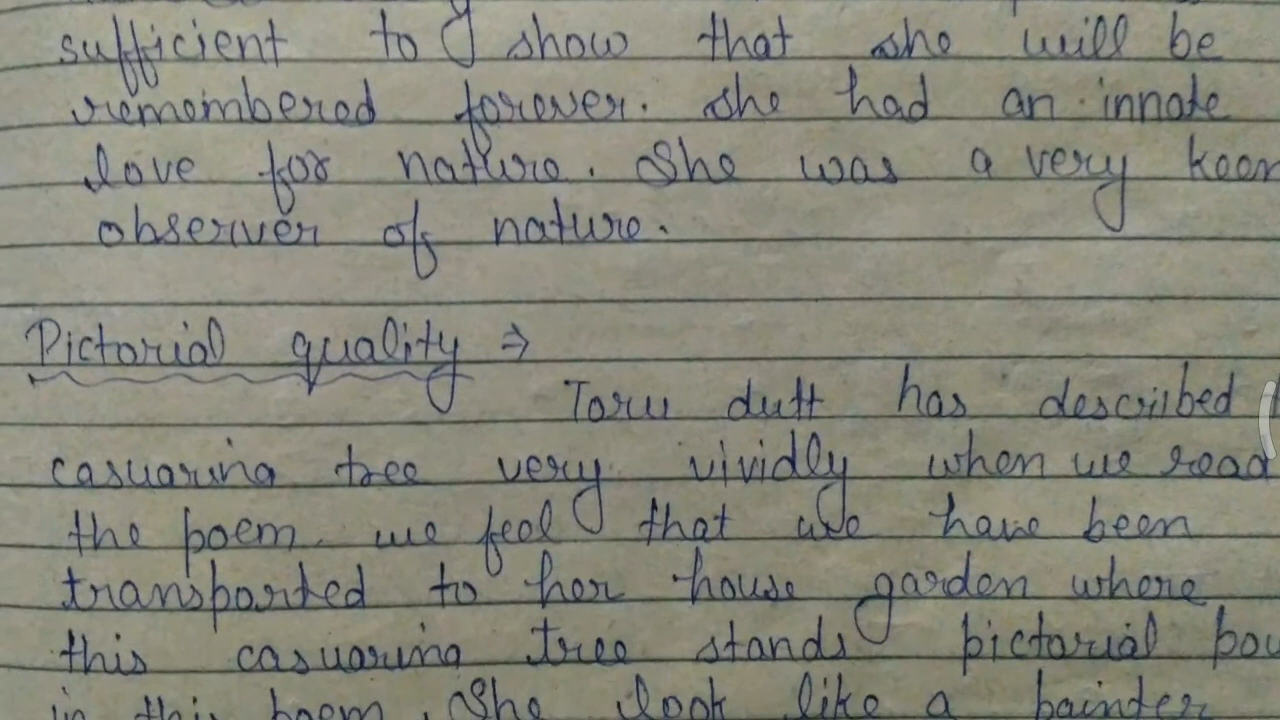 sufficient to show that she will be
remembered forever. She had an innate
love for nature. She was a very keen
observer of nature.
Pictorial quality ⇒
Toru dutt has described
casuarina tree very vividly when we read
the poem. we feel that we have been
transported to her house garden where
this casuarina tree stands pictorial
in this poem. She look like a painter